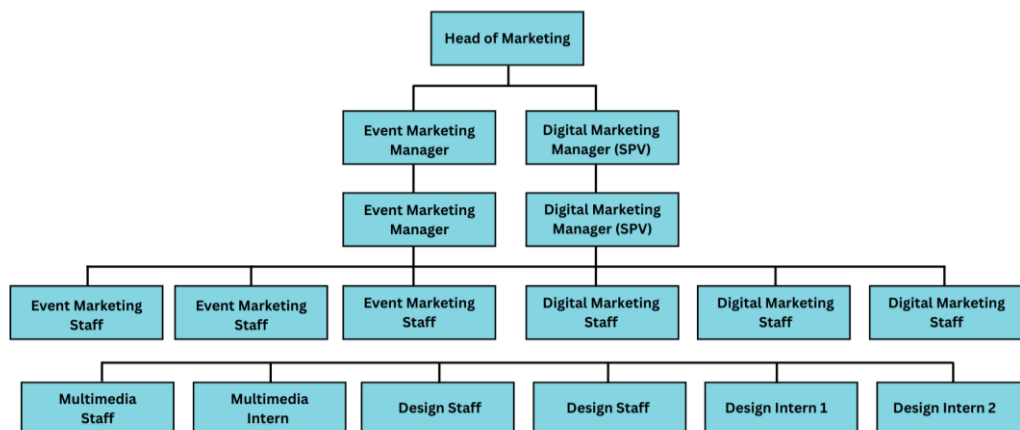 Head of Marketing
Event Marketing
Manager
Digital Marketing
Manager (SPV)
Event Marketing
Manager
Digital Marketing
Manager (SPV)
Event Marketing
Staff
Event Marketing
Staff
Event Marketing
Staff
Digital Marketing
Staff
Digital Marketing
Staff
Digital Marketing
Staff
Multimedia
Staff
Multimedia
Intern
Design Staff
Design Staff
Design Intern 1
Design Intern 2